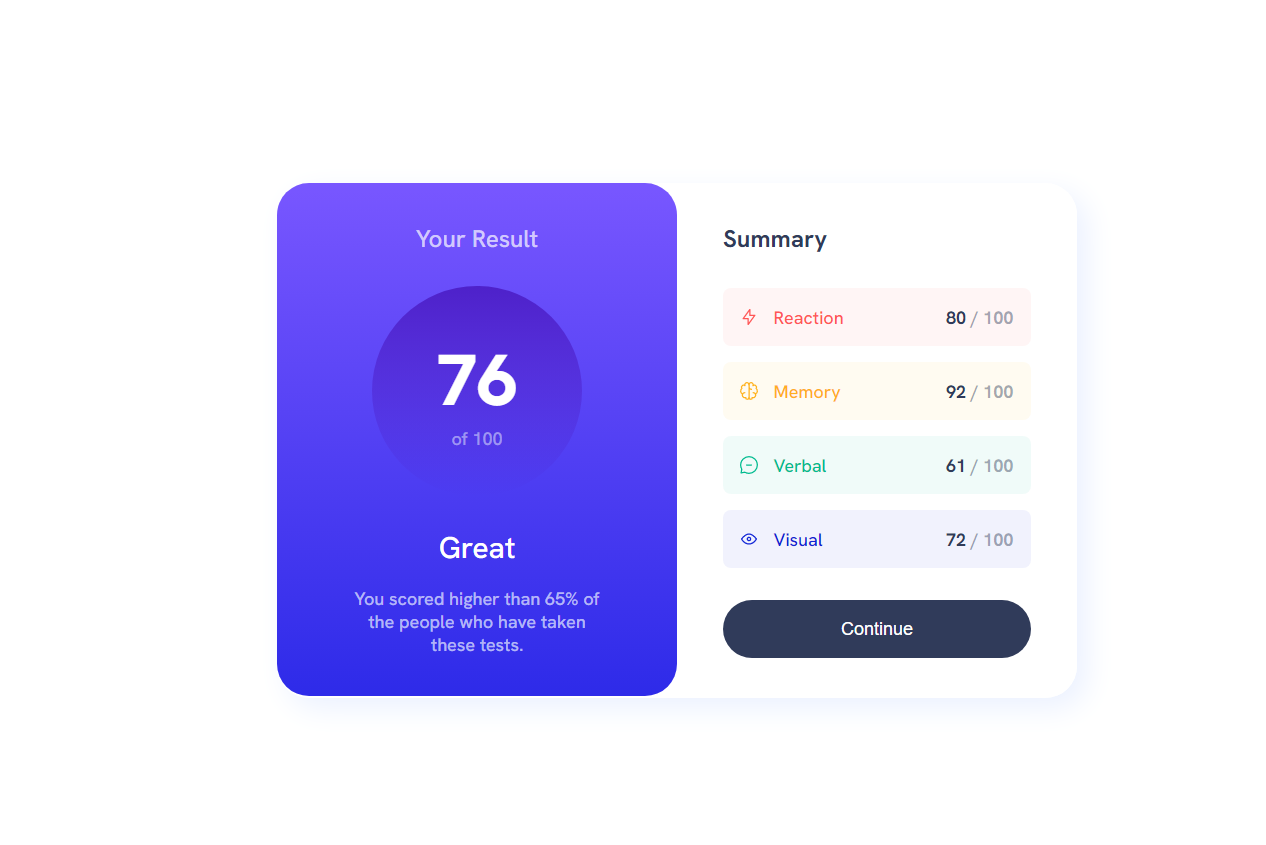 Your Result
76
of 100
Great
You scored higher than 65% of
the people who have taken
these tests.
Summary
Reaction 80 / 100
Memory 92 / 100
Verbal 61 / 100
Visual 72 / 100
Continue